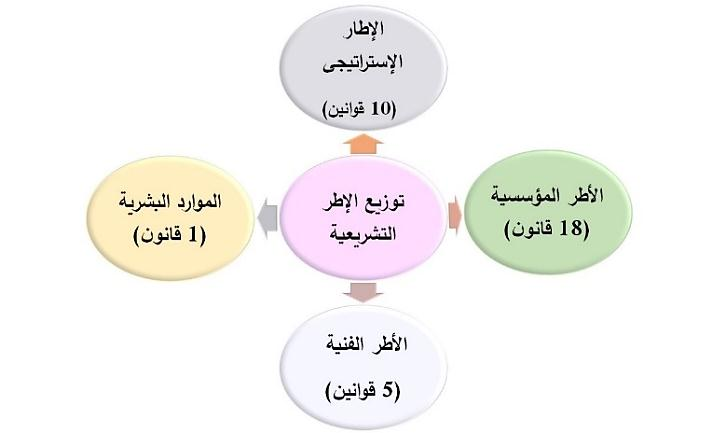 الإطار
الإستراتيجى
(10 قوانين)
الأطر المؤسسية
(18 قانون)
توزيع الإطر
التشريعية
الموارد البشرية
(1 قانون)
الأطر الفنية
(5 قوانين)